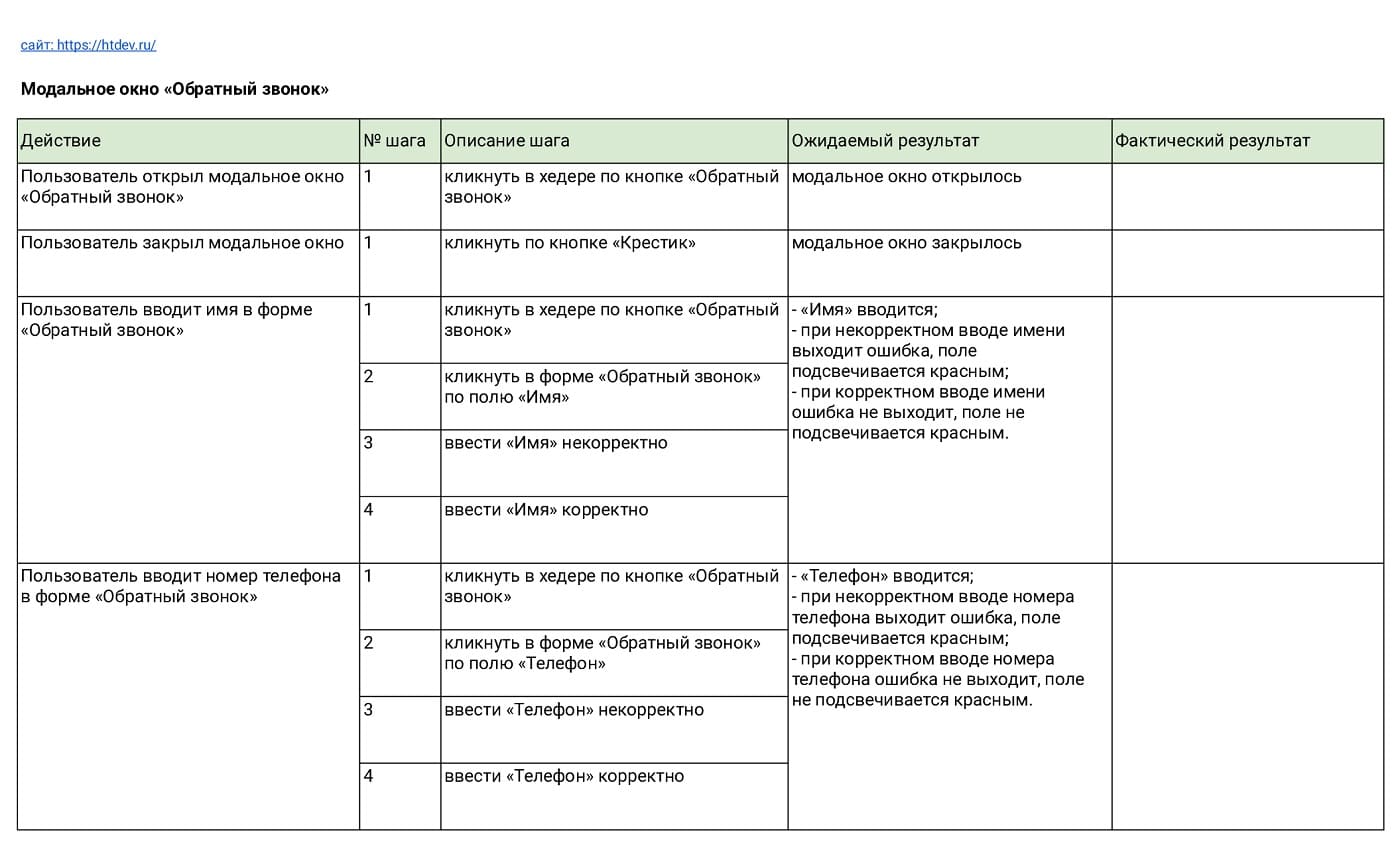 сайт: https://htdev.ru/
Модальное окно «Обратный звонок»
Действие
№ шага
Описание шага
Ожидаемый результат
Фактический результат
Пользователь открыл модальное окно
«Обратный звонок»
1
кликнуть в хедере по кнопке «Обратный
звонок»
модальное окно открылось
Пользователь закрыл модальное окно
1
кликнуть по кнопке «Крестик»
модальное окно закрылось
Пользователь вводит имя в форме
«Обратный звонок»
1
кликнуть в хедере по кнопке «Обратный
звонок»
2
кликнуть в форме «Обратный звонок»
по полю «Имя»
3
ввести «Имя» некорректно
4
ввести «Имя» корректно
- «Имя» вводится;
- при некорректном вводе имени
выходит ошибка, поле
подсвечивается красным;
- при корректном вводе имени
ошибка не выходит, поле не
подсвечивается красным.
Пользователь вводит номер телефона
в форме «Обратный звонок»
1
кликнуть в хедере по кнопке «Обратный
звонок»
2
кликнуть в форме «Обратный звонок»
по полю «Телефон»
3
ввести «Телефон» некорректно
4
ввести «Телефон» корректно
- «Телефон» вводится;
- при некорректном вводе номера
телефона выходит ошибка, поле
подсвечивается красным;
- при корректном вводе номера
телефона ошибка не выходит, поле
не подсвечивается красным.